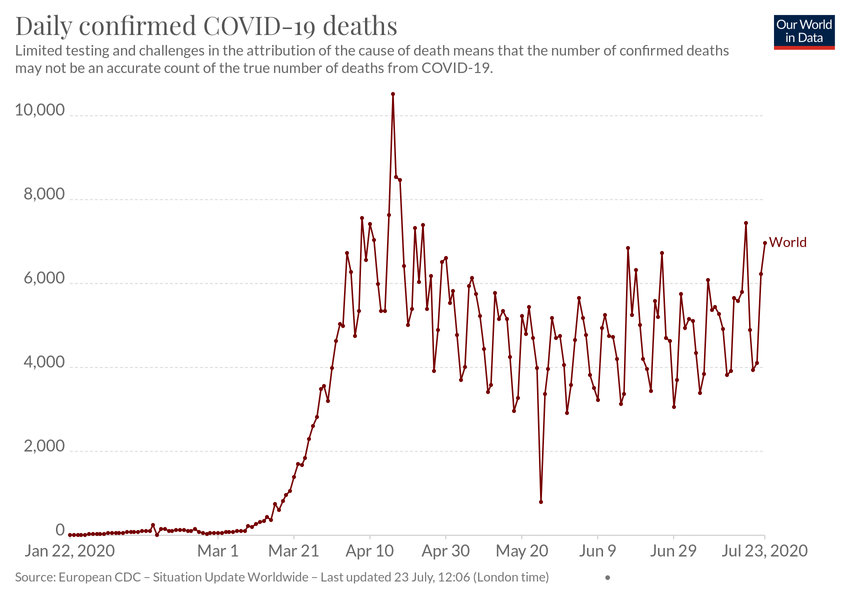 Daily confirmed COVID-19 deaths
Our World
in Data
Limited testing and challenges in the attribution of the cause of death means that the number of confirmed deaths
may not be an accurate count of the true number of deaths from COVID-19.
10,000
8,000
6,000
4,000
2,000
0
World
Jan 22, 2020
Mar 1
Mar 21
Apr 10
Apr 30
May 20
Jun 9
Jun 29
Jul 23, 2020
Source: European CDC – Situation Update Worldwide – Last updated 23 July, 12:06 (London time)